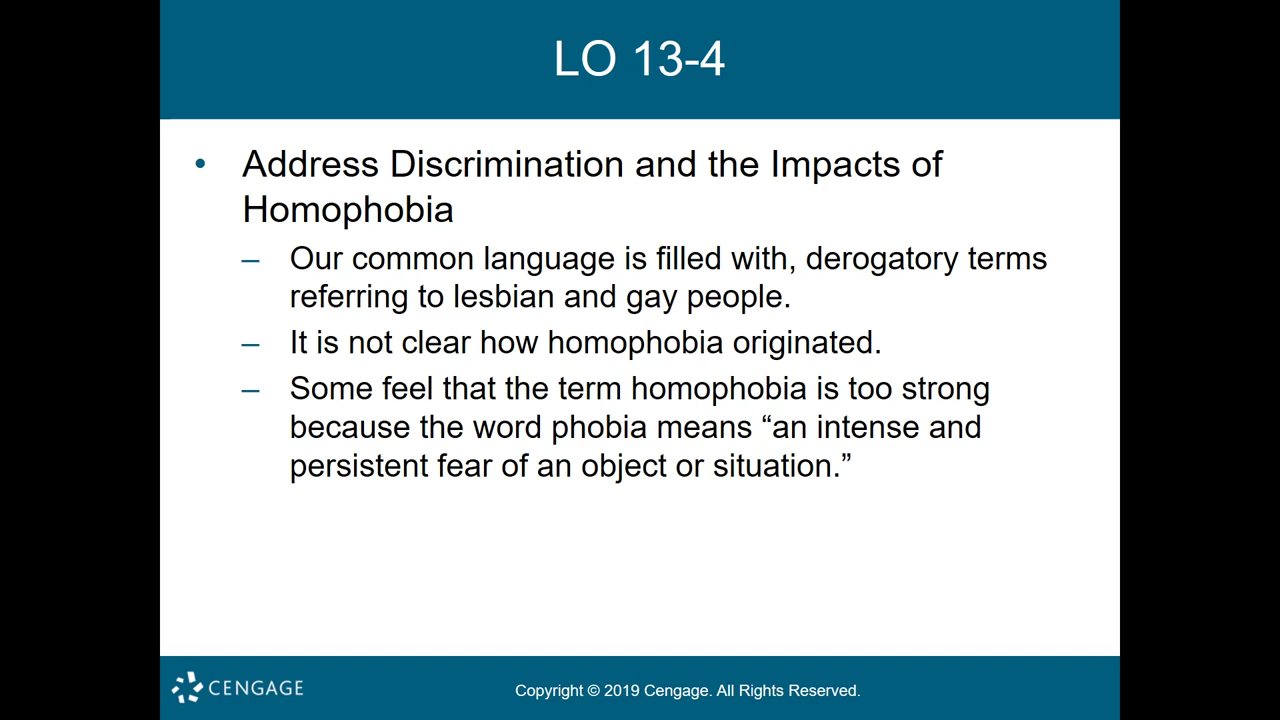 LO 13-4
• Address Discrimination and the Impacts of
Homophobia
– Our common language is filled with, derogatory terms
referring to lesbian and gay people.
– It is not clear how homophobia originated.
– Some feel that the term homophobia is too strong
because the word phobia means “an intense and
persistent fear of an object or situation.”
CENGAGE
Copyright © 2019 Cengage. All Rights Reserved.